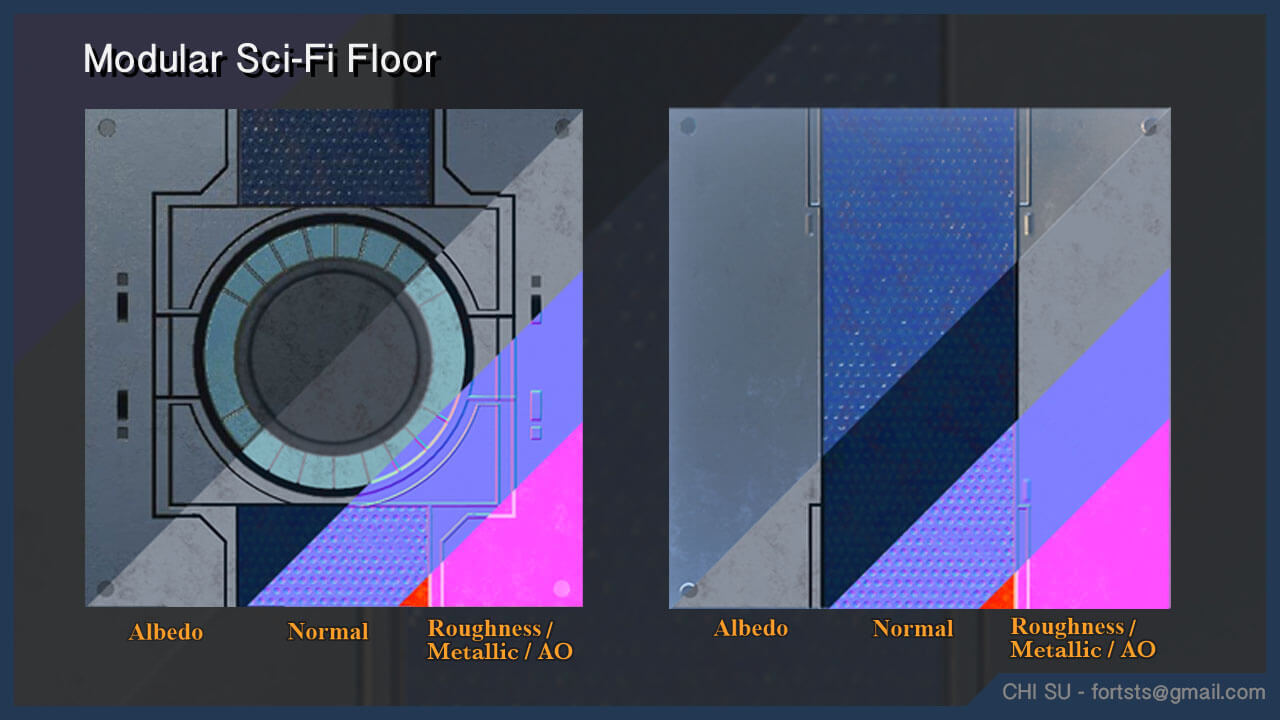 Modular Sci-Fi Floor
Albedo
Normal
Roughness /
Metallic / AO
Albedo
Normal
Roughness /
Metallic / AO
CHI SU - fortsts@gmail.com